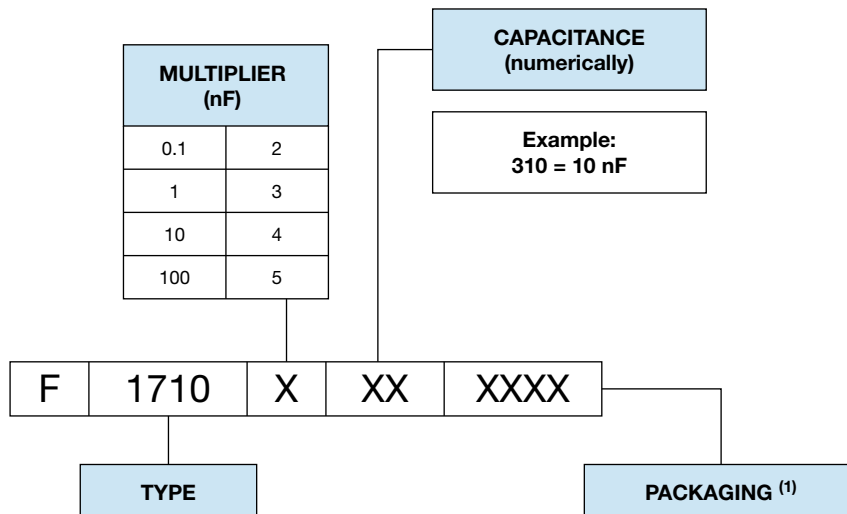 CAPACITANCE
(numerically)
MULTIPLIER
(nF)
0.1 2
1 3
10 4
100 5
Example:
310 = 10 nF
F 1710 X XX XXXX
TYPE
PACKAGING (1)